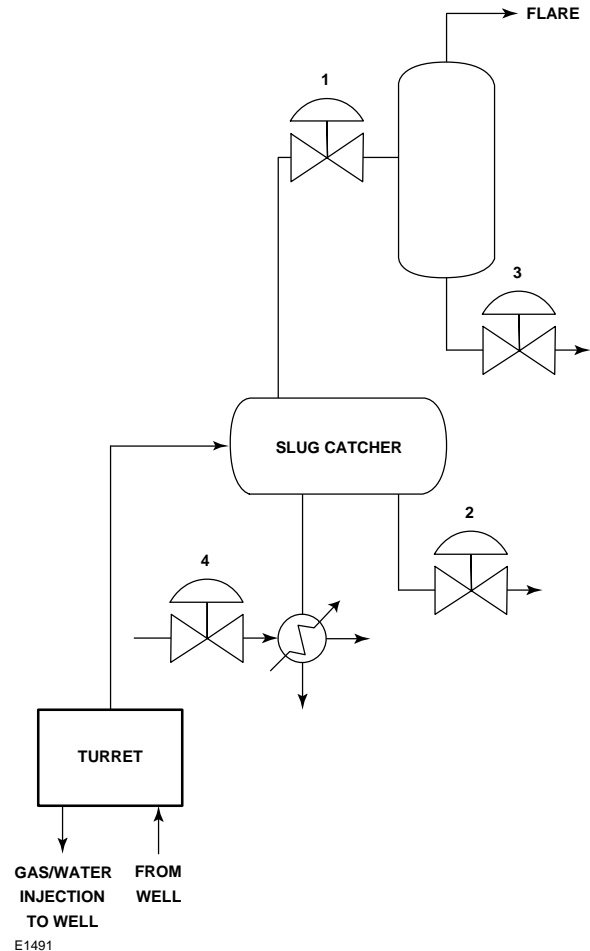 FLARE
1
3
SLUG CATCHER
2
4
TURRET
GAS/WATER
INJECTION
TO WELL
FROM
WELL
E1491